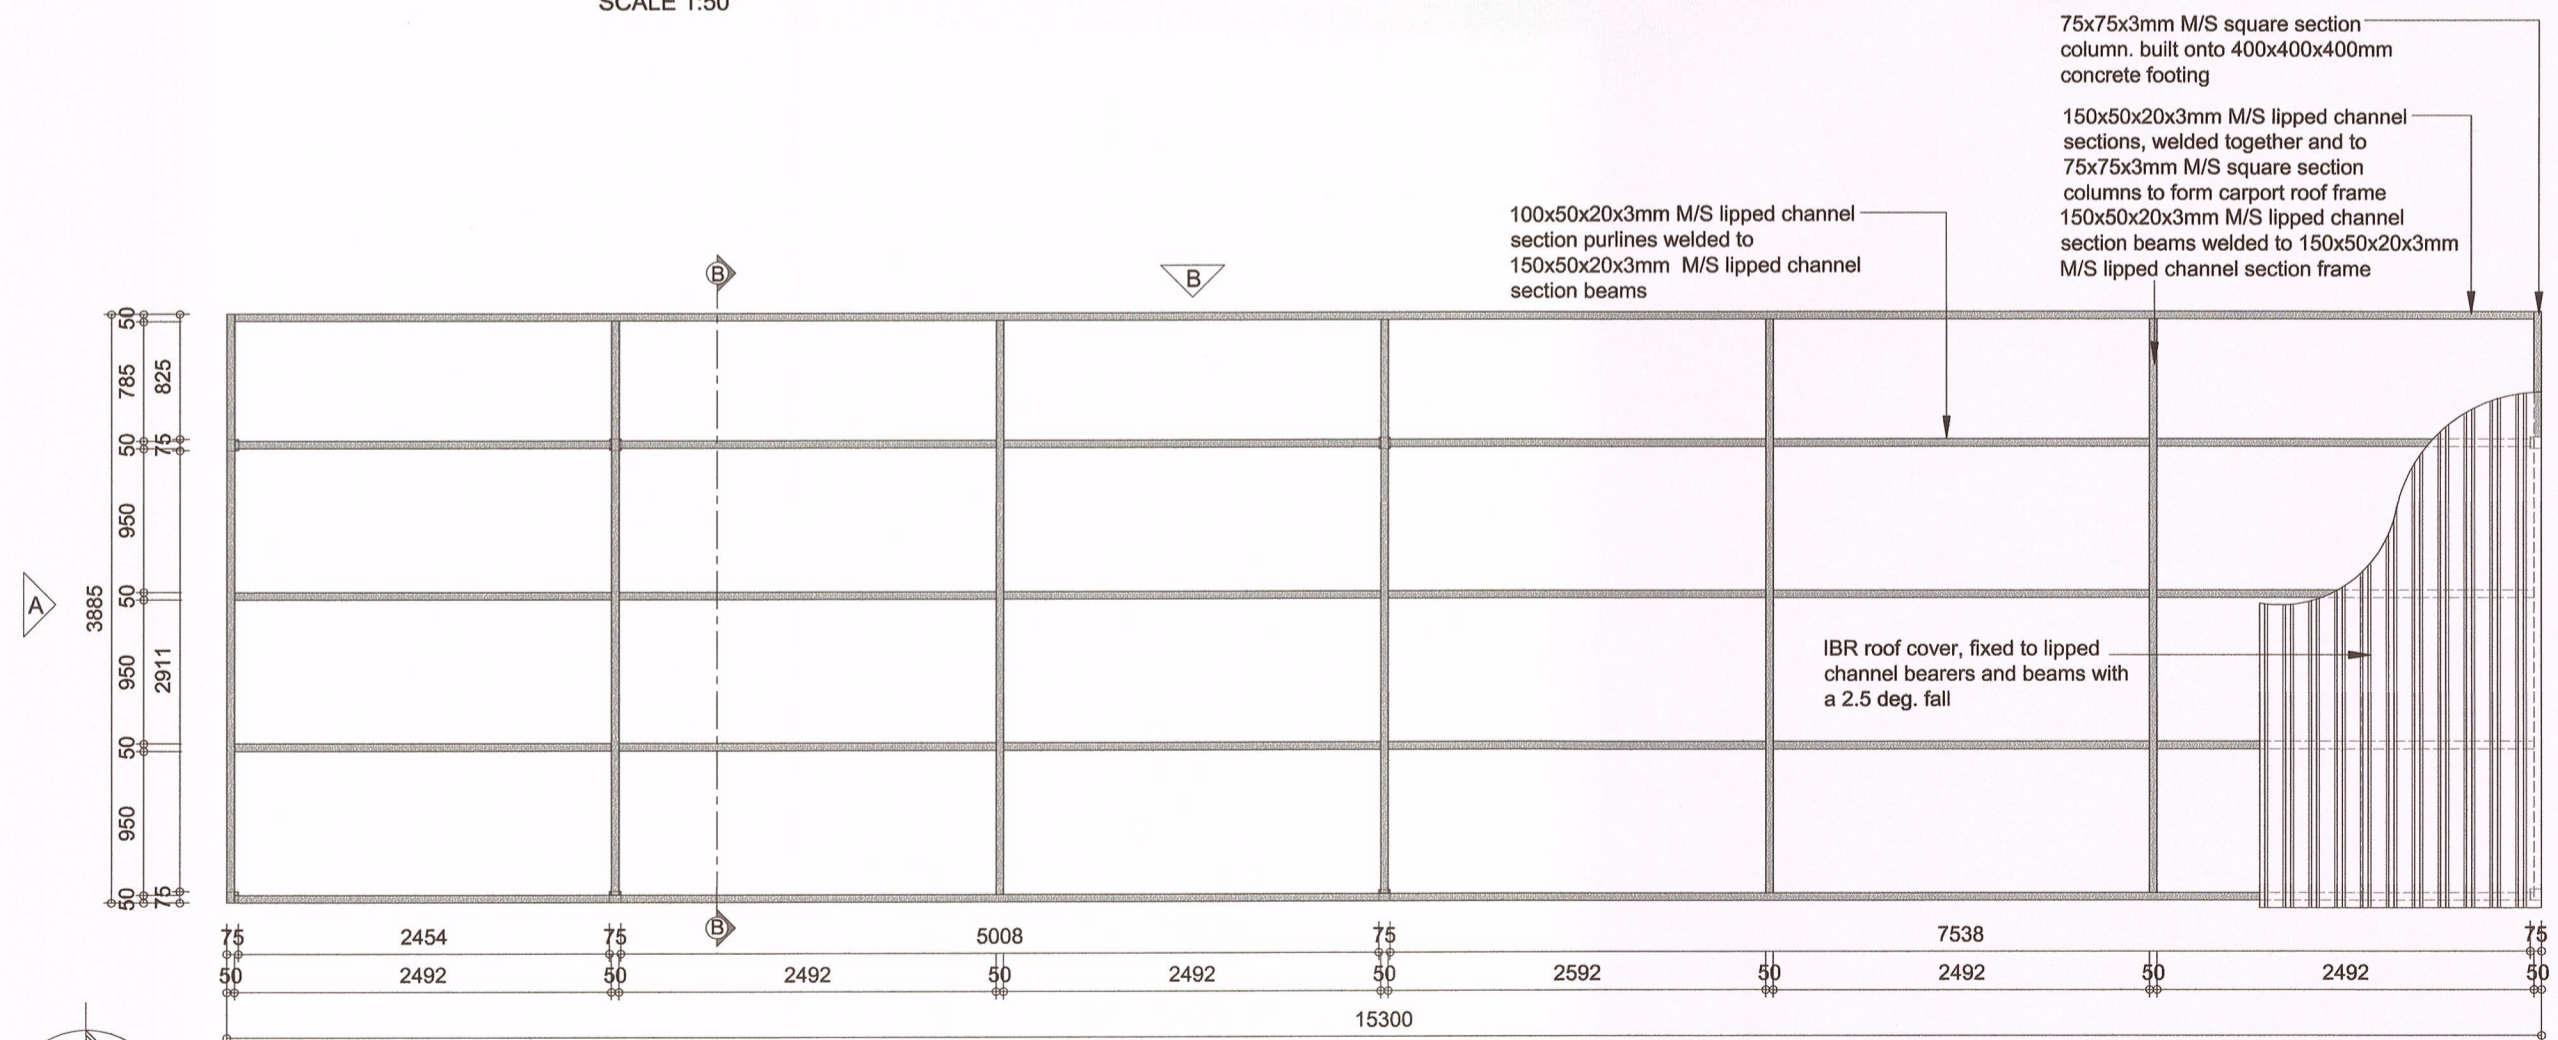 SCALE 1:50
75x75x3mm M/S square section
column. built onto 400x400x400mm
concrete footing
150x50x20x3mm M/S lipped channel
sections, welded together and to
75x75x3mm M/S square section
columns to form carport roof frame
150x50x20x3mm M/S lipped channel
section beams welded to 150x50x20x3mm
M/S lipped channel section frame
100x50x20x3mm M/S lipped channel
section purlines welded to
150x50x20x3mm M/S lipped channel
section beams
B
B
A
3885
50
785
50
950
50
950
50
950
50
825
75
2911
75
IBR roof cover, fixed to lipped
channel bearers and beams with
a 2.5 deg. fall
B
75 2454 75 5008 75 7538 75
50 2492 50 2492 50 2492 50 2592 50 2492 50 2492 50
15300